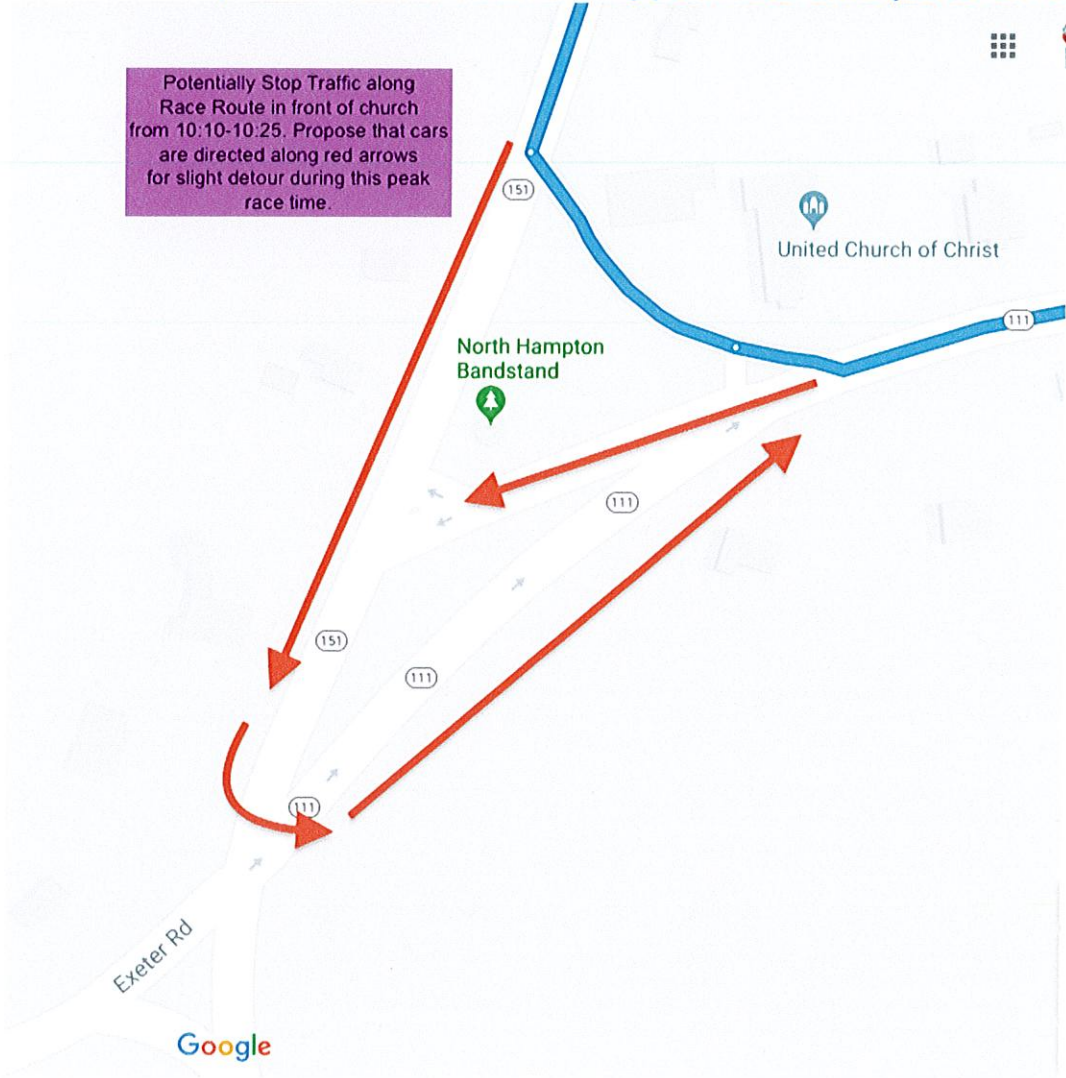 Potentially Stop Traffic along
Race Route in front of church
from 10:10-10:25. Propose that cars
are directed along red arrows
for slight detour during this peak
race time.
151
United Church of Christ
111
North Hampton
Bandstand
111
151
111
111
Exeter Rd
Google